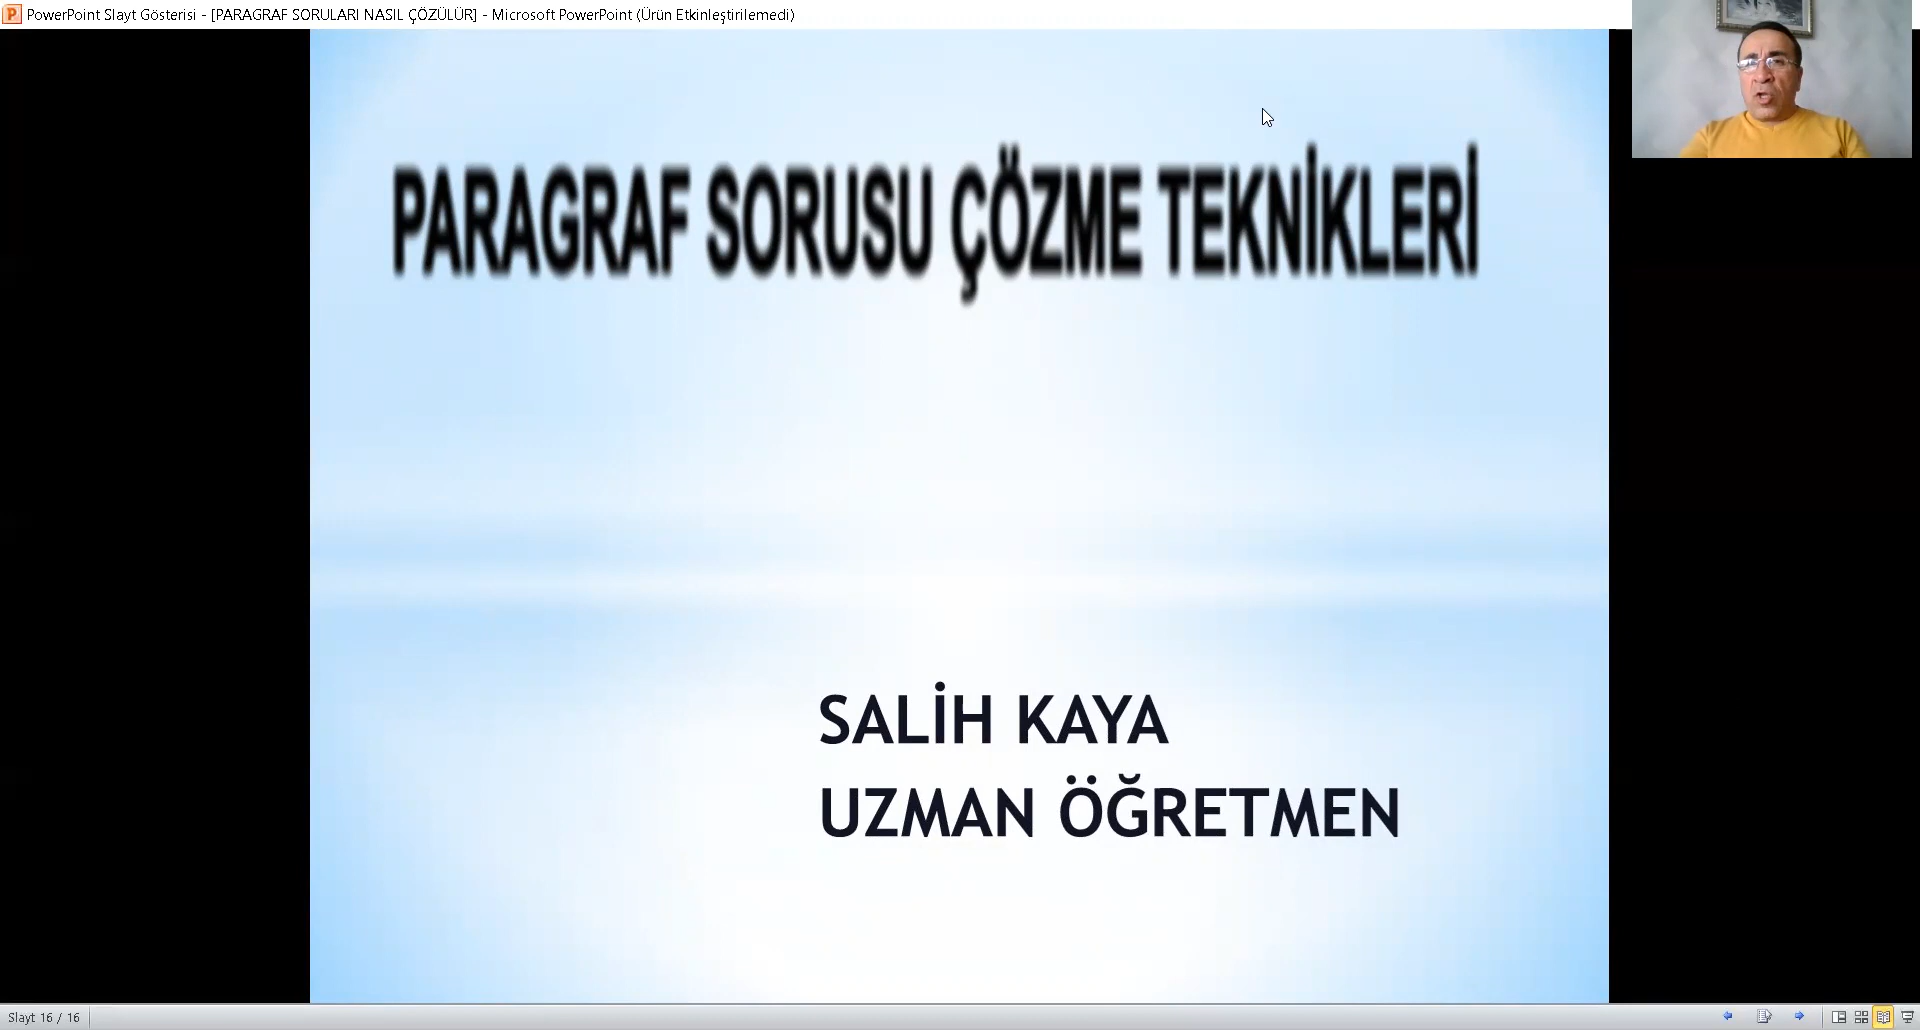 PowerPoint Slayt Gösterisi - [PARAGRAF SORULARI NASIL ÇÖZÜLÜR] - Microsoft PowerPoint (Ürün Etkinleştirilemedi)
PARAGRAF SORUSU ÇÖZME TEKNİKLERİ
SALİH KAYA
UZMAN ÖĞRETMEN
Slayt 16 / 16